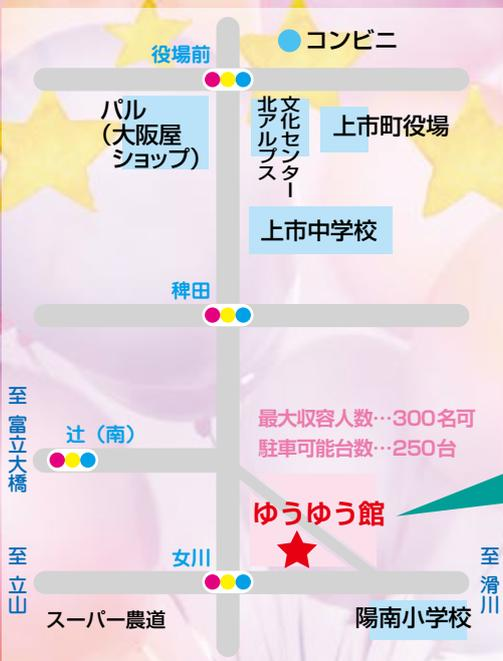 コンビニ
役場前
パル
(大阪屋
ショップ)
北アルプス
文化センター
上市町役場
上市中学校
稗田
至 富立大橋
辻(南)
最大収容人数…300名可
駐車可能台数…250台
ゆうゆう館
女川
至 立山
至 滑川
スーパー農道
陽南小学校